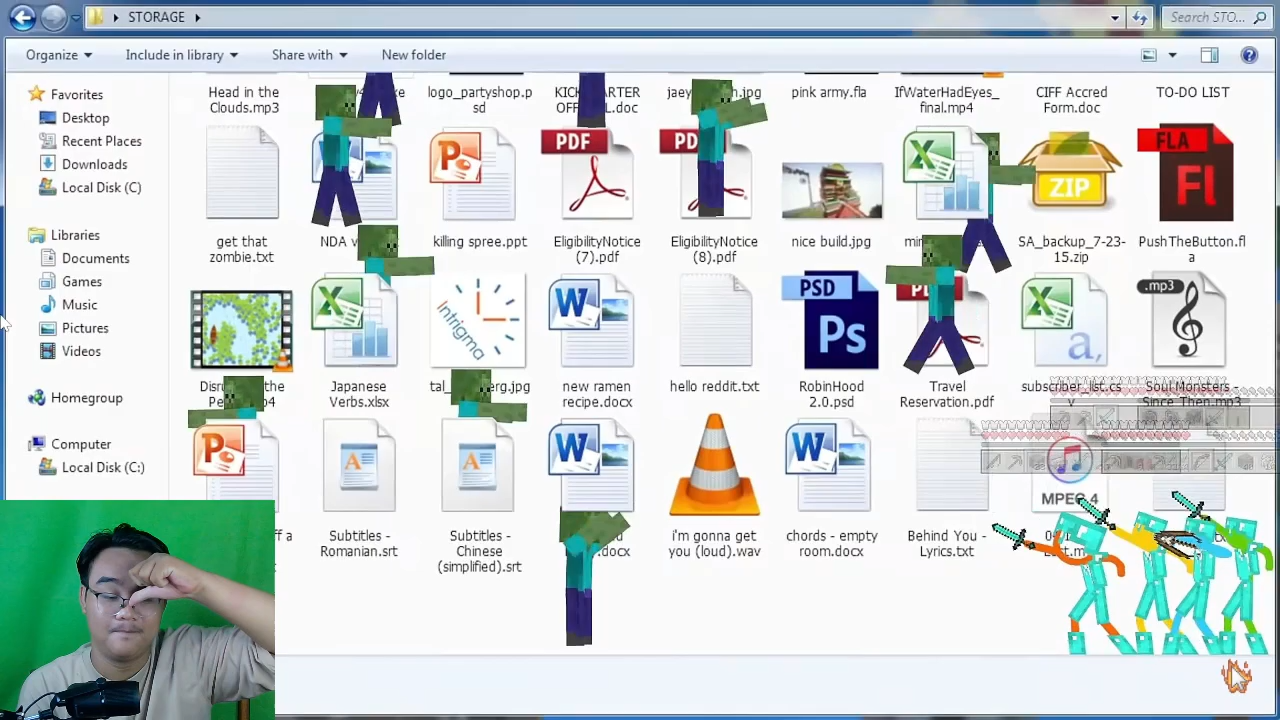 STORAGE
Search STO...
Organize
Include in library
Share with
New folder
Favorites
Desktop
Recent Places
Downloads
Local Disk (C)
Libraries
Documents
Games
Music
Pictures
Videos
Homegroup
Computer
Local Disk (C:)
Head in the
Clouds.mp3
logo_partyshop.p
sd
pink army.fla
IfWaterHadEyes_
final.mp4
CIFF Accred
Form.doc
TO-DO LIST
PDF
ZIP
FLA
Fl
get that
zombie.txt
killing spree.ppt
EligibilityNotice
(7).pdf
EligibilityNotice
(8).pdf
nice build.jpg
SA_backup_7-23-
15.zip
PushTheButton.fl
a
Intrigma
PSD
Ps
a,
.mp3
Japanese
Verbs.xlsx
new ramen
recipe.docx
hello reddit.txt
RobinHood
2.0.psd
Travel
Reservation.pdf
Since Then.mp3
MPEG 4
Subtitles -
Romanian.srt
Subtitles -
Chinese
(simplified).srt
i'm gonna get
you (loud).wav
chords - empty
room.docx
Behind You -
Lyrics.txt